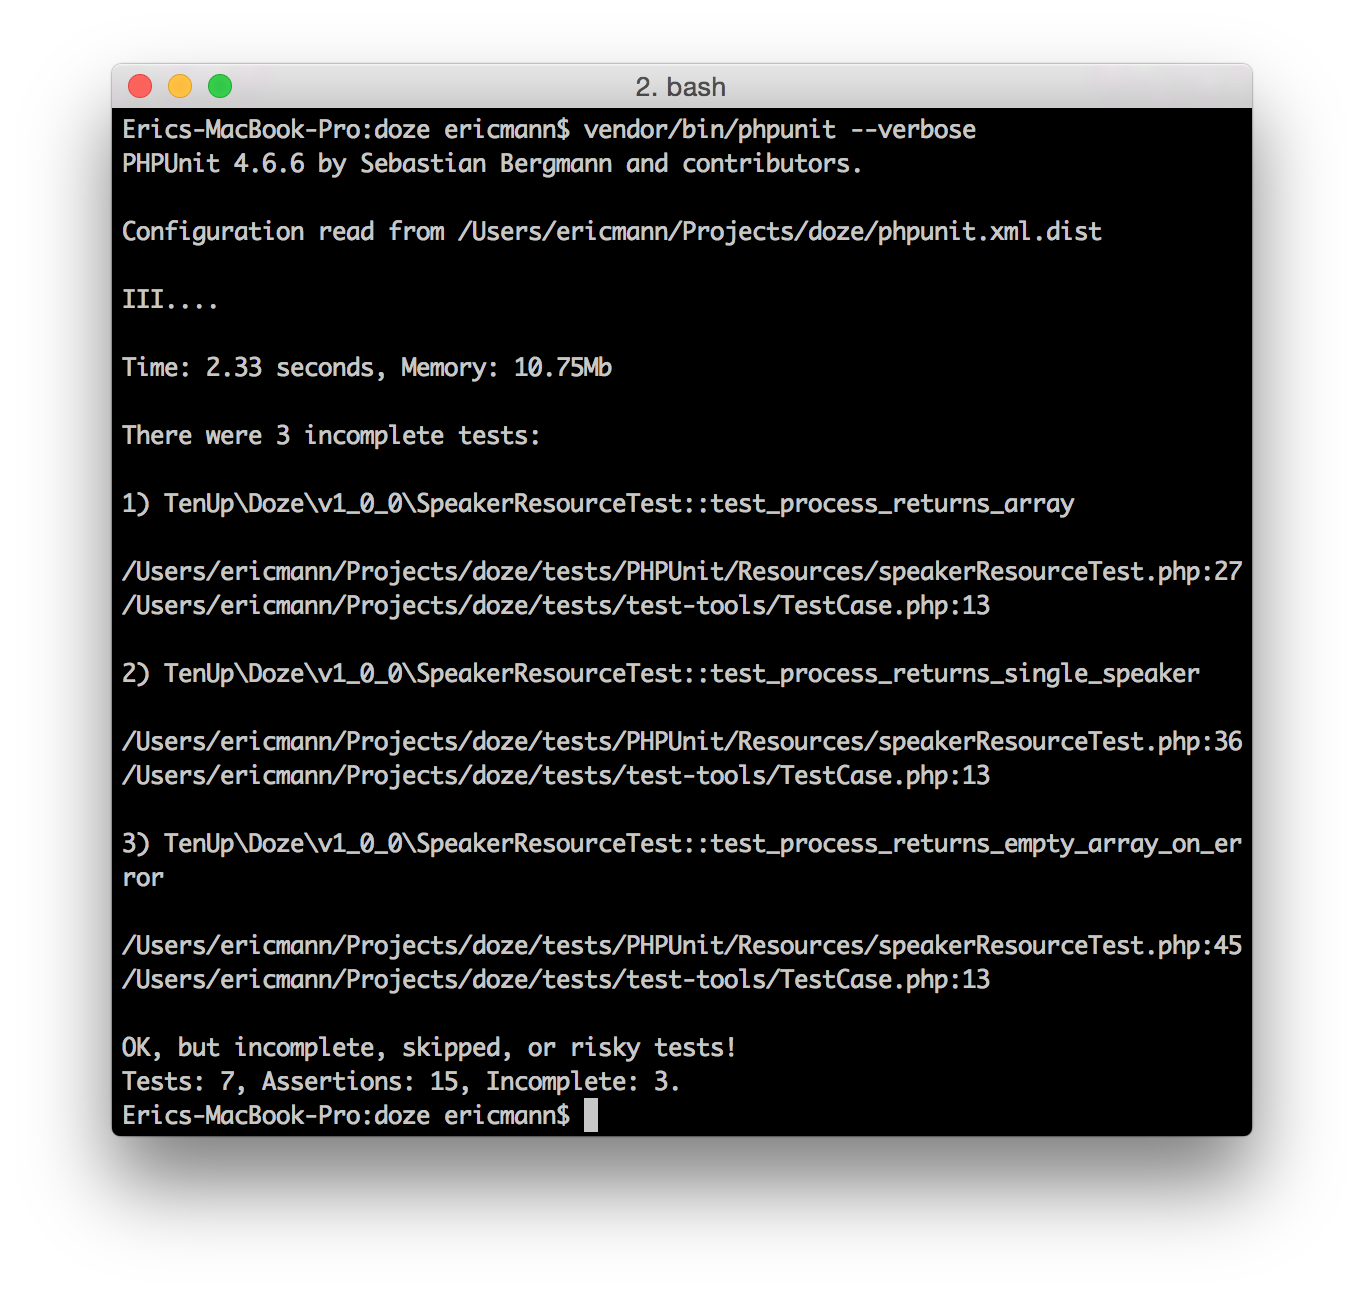 2. bash
Erics-MacBook-Pro:doze ericmann$ vendor/bin/phpunit --verbose
PHPUnit 4.6.6 by Sebastian Bergmann and contributors.
Configuration read from /Users/ericmann/Projects/doze/phpunit.xml.dist
III....
Time: 2.33 seconds, Memory: 10.75Mb
There were 3 incomplete tests:
1) TenUp\Doze\v1_0_0\SpeakerResourceTest::test_process_returns_array
/Users/ericmann/Projects/doze/tests/PHPUnit/Resources/speakerResourceTest.php:27
/Users/ericmann/Projects/doze/tests/test-tools/TestCase.php:13
2) TenUp\Doze\v1_0_0\SpeakerResourceTest::test_process_returns_single_speaker
/Users/ericmann/Projects/doze/tests/PHPUnit/Resources/speakerResourceTest.php:36
/Users/ericmann/Projects/doze/tests/test-tools/TestCase.php:13
3) TenUp\Doze\v1_0_0\SpeakerResourceTest::test_process_returns_empty_array_on_er
ror
/Users/ericmann/Projects/doze/tests/PHPUnit/Resources/speakerResourceTest.php:45
/Users/ericmann/Projects/doze/tests/test-tools/TestCase.php:13
OK, but incomplete, skipped, or risky tests!
Tests: 7, Assertions: 15, Incomplete: 3.
Erics-MacBook-Pro:doze ericmann$